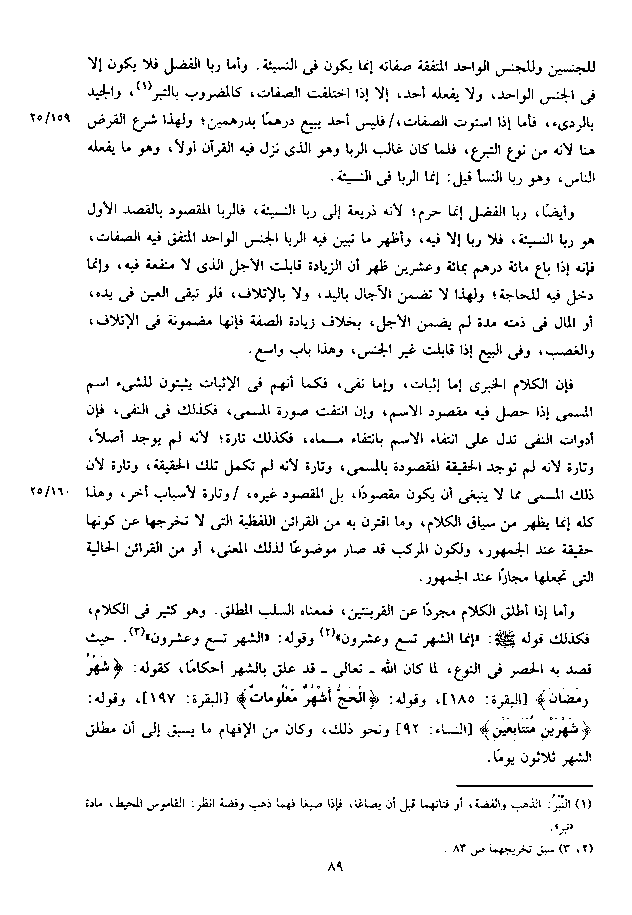 للجنسين وللجنس الواحد المتفقة صفاته إنما يكون فى النسيئة. وأما ربا الفضل فلا يكون إلا
فى الجنس الواحد، ولا يفعله أحد، إلا إذا اختلفت الصفات، كالمضروب بالتبر(١)، والجيد
٢٥/١٥٩ بالردىء، فأما إذا استوت الصفات،/ فليس أحد يبيع درهمًا بدرهمين؛ ولهذا شرع القرض
هنا لأنه من نوع التبرع، فلما كان غالب الربا وهو الذى نزل فيه القرآن أولاً، وهو ما يفعله
الناس، وهو ربا النسأ قيل: إنما الربا فى النسيئة.
وأيضًا، ربا الفضل إنما حرم؛ لأنه ذريعة إلى ربا النسيئة، فالربا المقصود بالقصد الأول
هو ربا النسيئة، فلا ربا إلا فيه، وأظهر ما تبين فيه الربا الجنس الواحد المتفق فيه الصفات،
فإنه إذا باع مائة درهم بمائة وعشرين ظهر أن الزيادة قابلت الأجل الذى لا منفعة فيه، وإنما
دخل فيه للحاجة؛ ولهذا لا تضمن الآجال باليد، ولا بالإتلاف، فلو تبقى العين فى يده،
أو المال فى ذمته مدة لم يضمن الأجل، بخلاف زيادة الصفة فإنها مضمونة فى الإتلاف،
والغصب، وفى البيع إذا قابلت غير الجنس، وهذا باب واسع.
فإن الكلام الخبرى إما إثبات، وإما نفى، فكما أنهم فى الإثبات يثبتون للشىء اسم
المسمى إذا حصل فيه مقصود الاسم، وإن انتفت صورة المسمى، فكذلك فى النفى، فإن
أدوات النفى تدل على انتفاء الاسم بانتفاء مسماه، فكذلك تارة؛ لأنه لم يوجد أصلاً،
وتارة لأنه لم توجد الحقيقة المقصودة بالمسمى، وتارة لأنه لم تكمل تلك الحقيقة، وتارة لأن
٢٥/١٦٠ ذلك المسمى مما لا ينبغى أن يكون مقصودًا، بل المقصود غيره، /وتارة لأسباب أخر، وهذا
كله إنما يظهر من سياق الكلام، وما اقترن به من القرائن اللفظية التى لا تخرجها عن كونها
حقيقة عند الجمهور، ولكون المركب قد صار موضوعًا لذلك المعنى، أو من القرائن الحالية
التى تجعلها مجازًا عند الجمهور.
وأما إذا أطلق الكلام مجردًا عن القرينتين، فمعناه السلب المطلق. وهو كثير فى الكلام،
فكذلك قوله ﷺ: «إنما الشهر تسع وعشرون»(٢) وقوله: «الشهر تسع وعشرون»(٣). حيث
قصد به الحصر فى النوع، لما كان الله ـ تعالى ـ قد علق بالشهر أحكامًا، كقوله: ﴿شَهْرُ
رَمَضَانَ﴾ [البقرة: ١٨٥]، وقوله: ﴿الْحَجُّ أَشْهُرٌ مَّعْلُومَاتٌ﴾ [البقرة: ١٩٧]، وقوله:
﴿شَهْرَيْنِ مُتَتَابِعَيْنِ﴾ [النساء: ٩٢] ونحو ذلك، وكان من الإفهام ما يسبق إلى أن مطلق
الشهر ثلاثون يومًا.
(١) التِّبْرُ: الذهب والفضة، أو فتاتهما قبل أن يصاغا، فإذا صيغا فهما ذهب وفضة انظر: القاموس المحيط، مادة
«تبر».
(٢، ٣) سبق تخريجهما ص ٨٣ .
٨٩